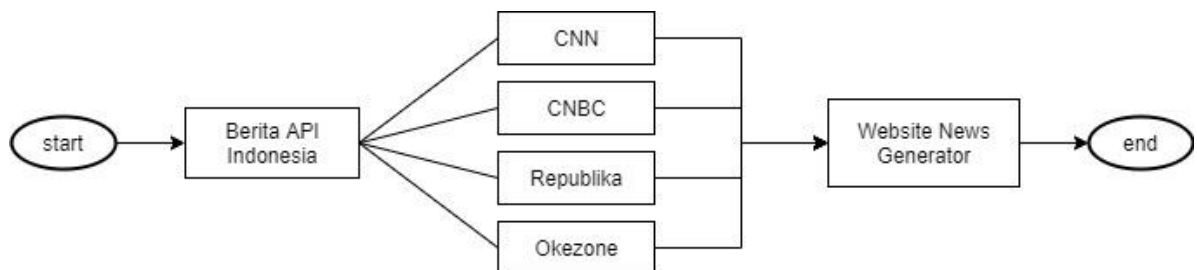 start
Berita API
Indonesia
CNN
CNBC
Republika
Okezone
Website News
Generator
end